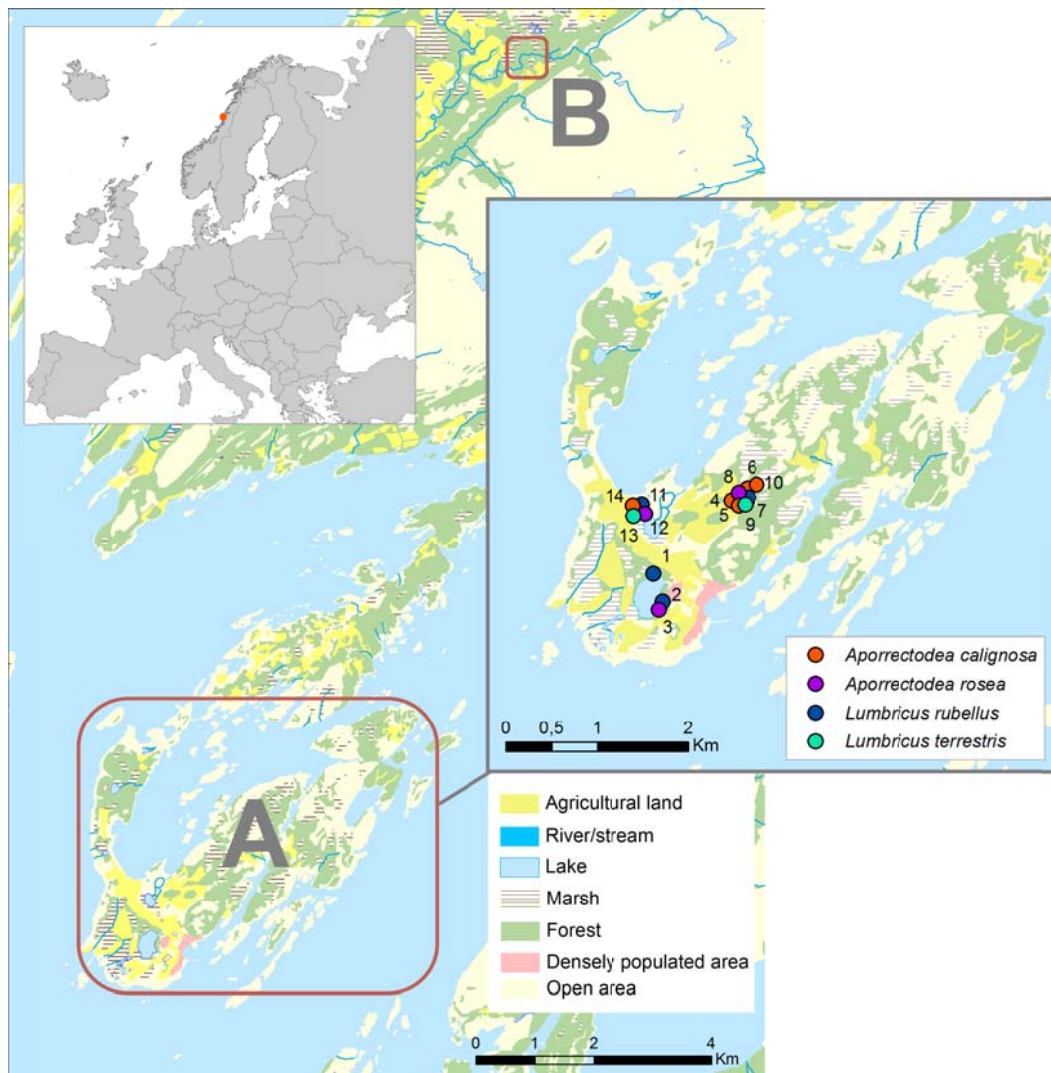 B
6
8
10
14
11
4
5
7
12
9
13
1
2
3
Aporrectodea calignosa
Aporrectodea rosea
Lumbricus rubellus
Lumbricus terrestris
0 0,5 1 2
Km
A
Agricultural land
River/stream
Lake
Marsh
Forest
Densely populated area
Open area
0 1 2 4
Km